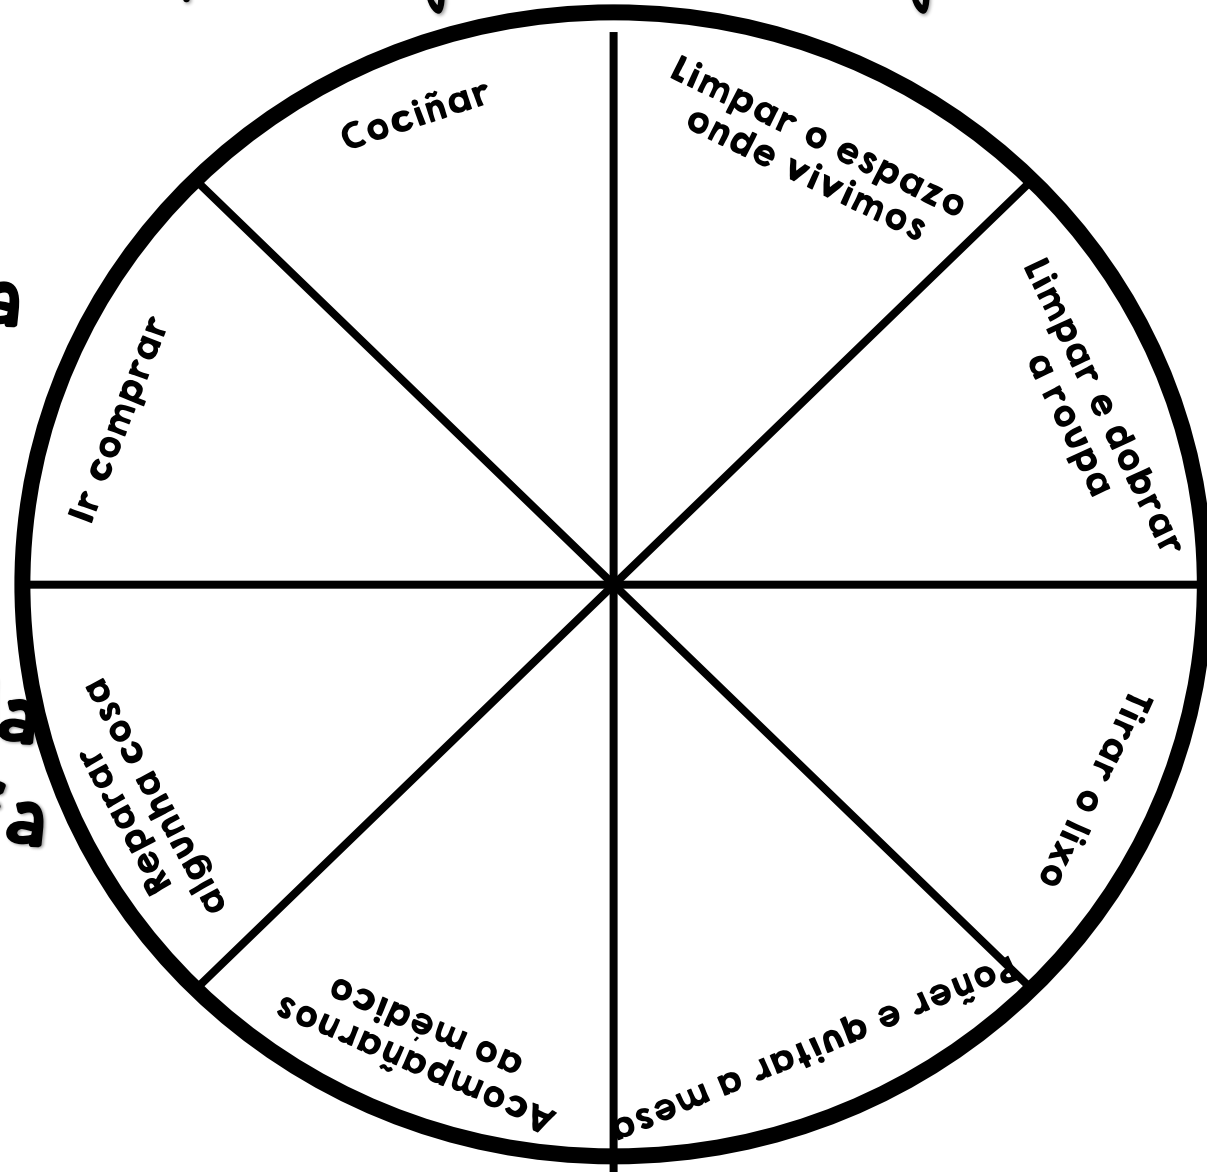 Limpar o espazo
onde vivimos
Limpar e dobrar
a roupa
Tirar o lixo
Poñer e quitar a mesa
Acompañarnos
ao médico
Reparar
algunha cosa
Ir comprar
Cociñar
a
a
a